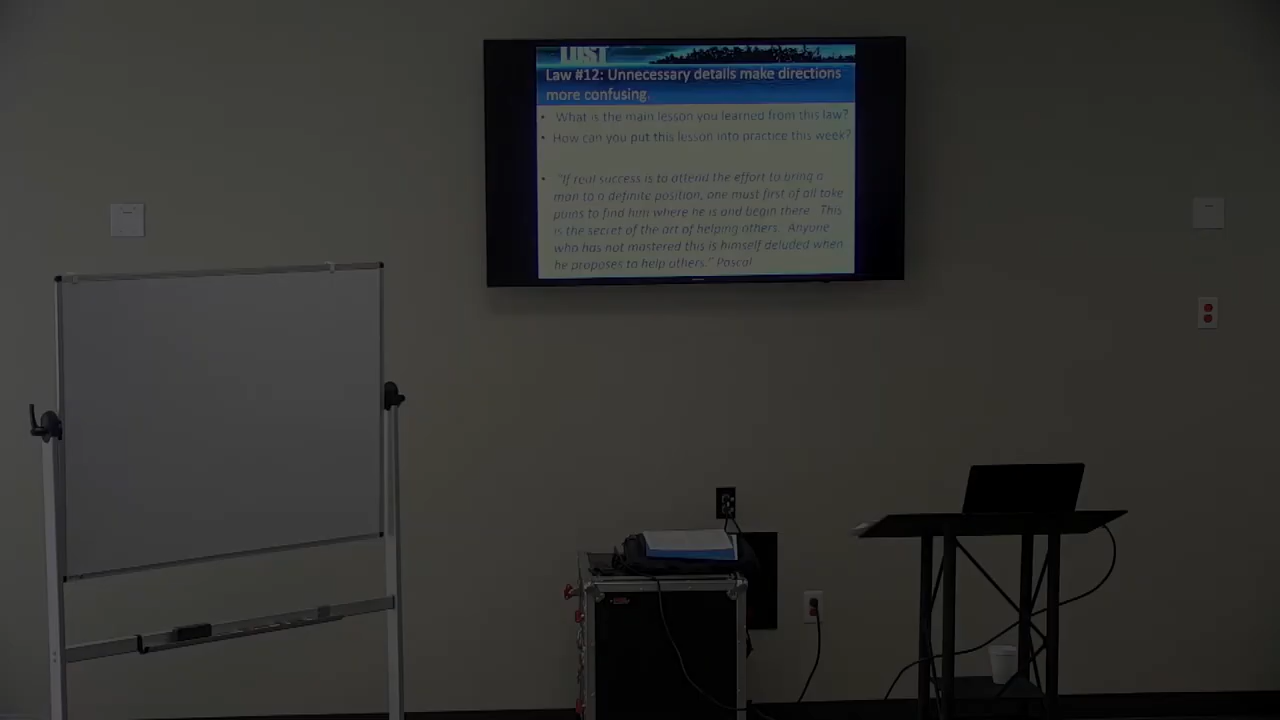 LOST
Law #12: Unnecessary details make directions
more confusing.
• What is the main lesson you learned from this law?
• How can you put this lesson into practice this week?
• "If real success is to attend the effort to bring a
man to a definite position, one must first of all take
pains to find him where he is and begin there. This
is the secret of the art of helping others. Anyone
who has not mastered this is himself deluded when
he proposes to help others." Pascal